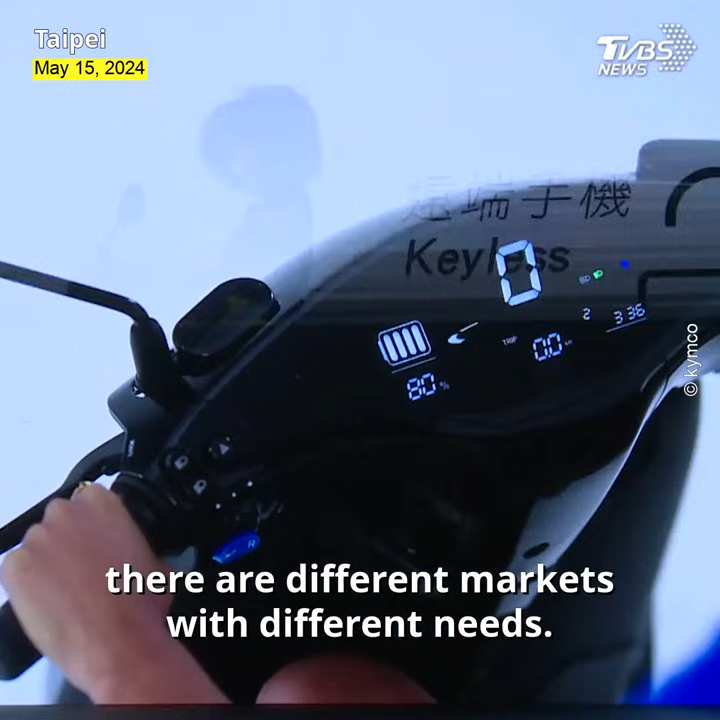 Taipei
May 15, 2024
TVBS
NEWS
遠端手機
Keyless
0
2
3:36
TRIP
0.0
80 %
R
© kymco
there are different markets
with different needs.